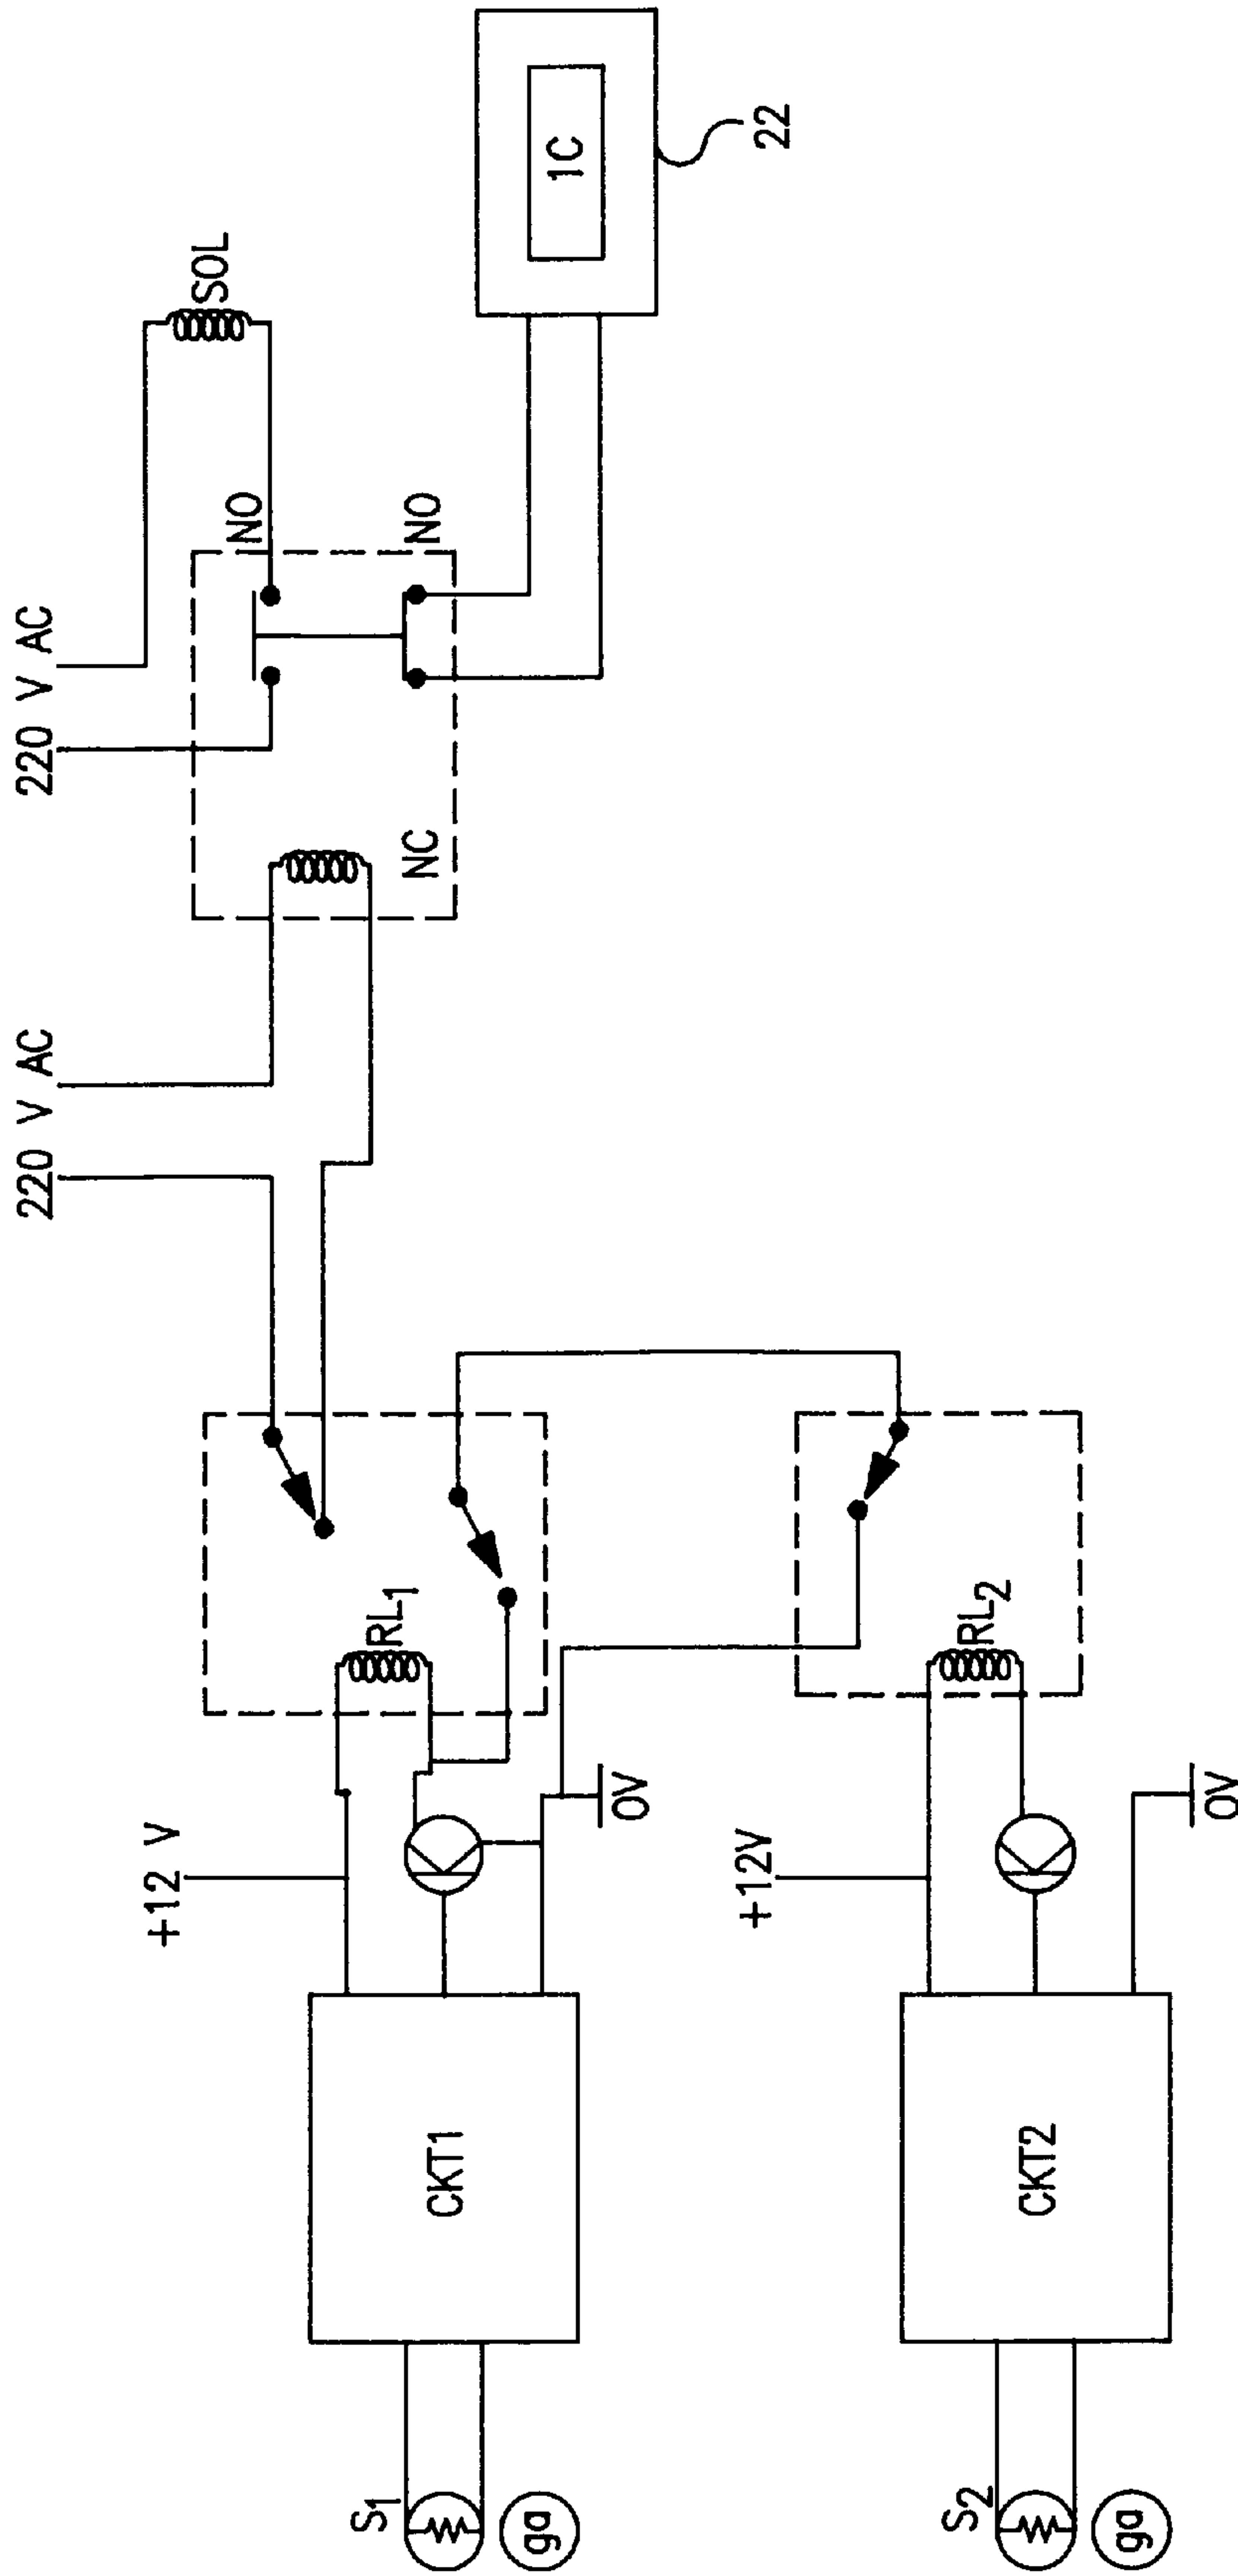 220 V AC
220 V AC
SOL
NO
NO
NC
1C
22
+12 V
RL1
0V
CKT1
S1
ga
+12V
RL2
0V
CKT2
S2
ga